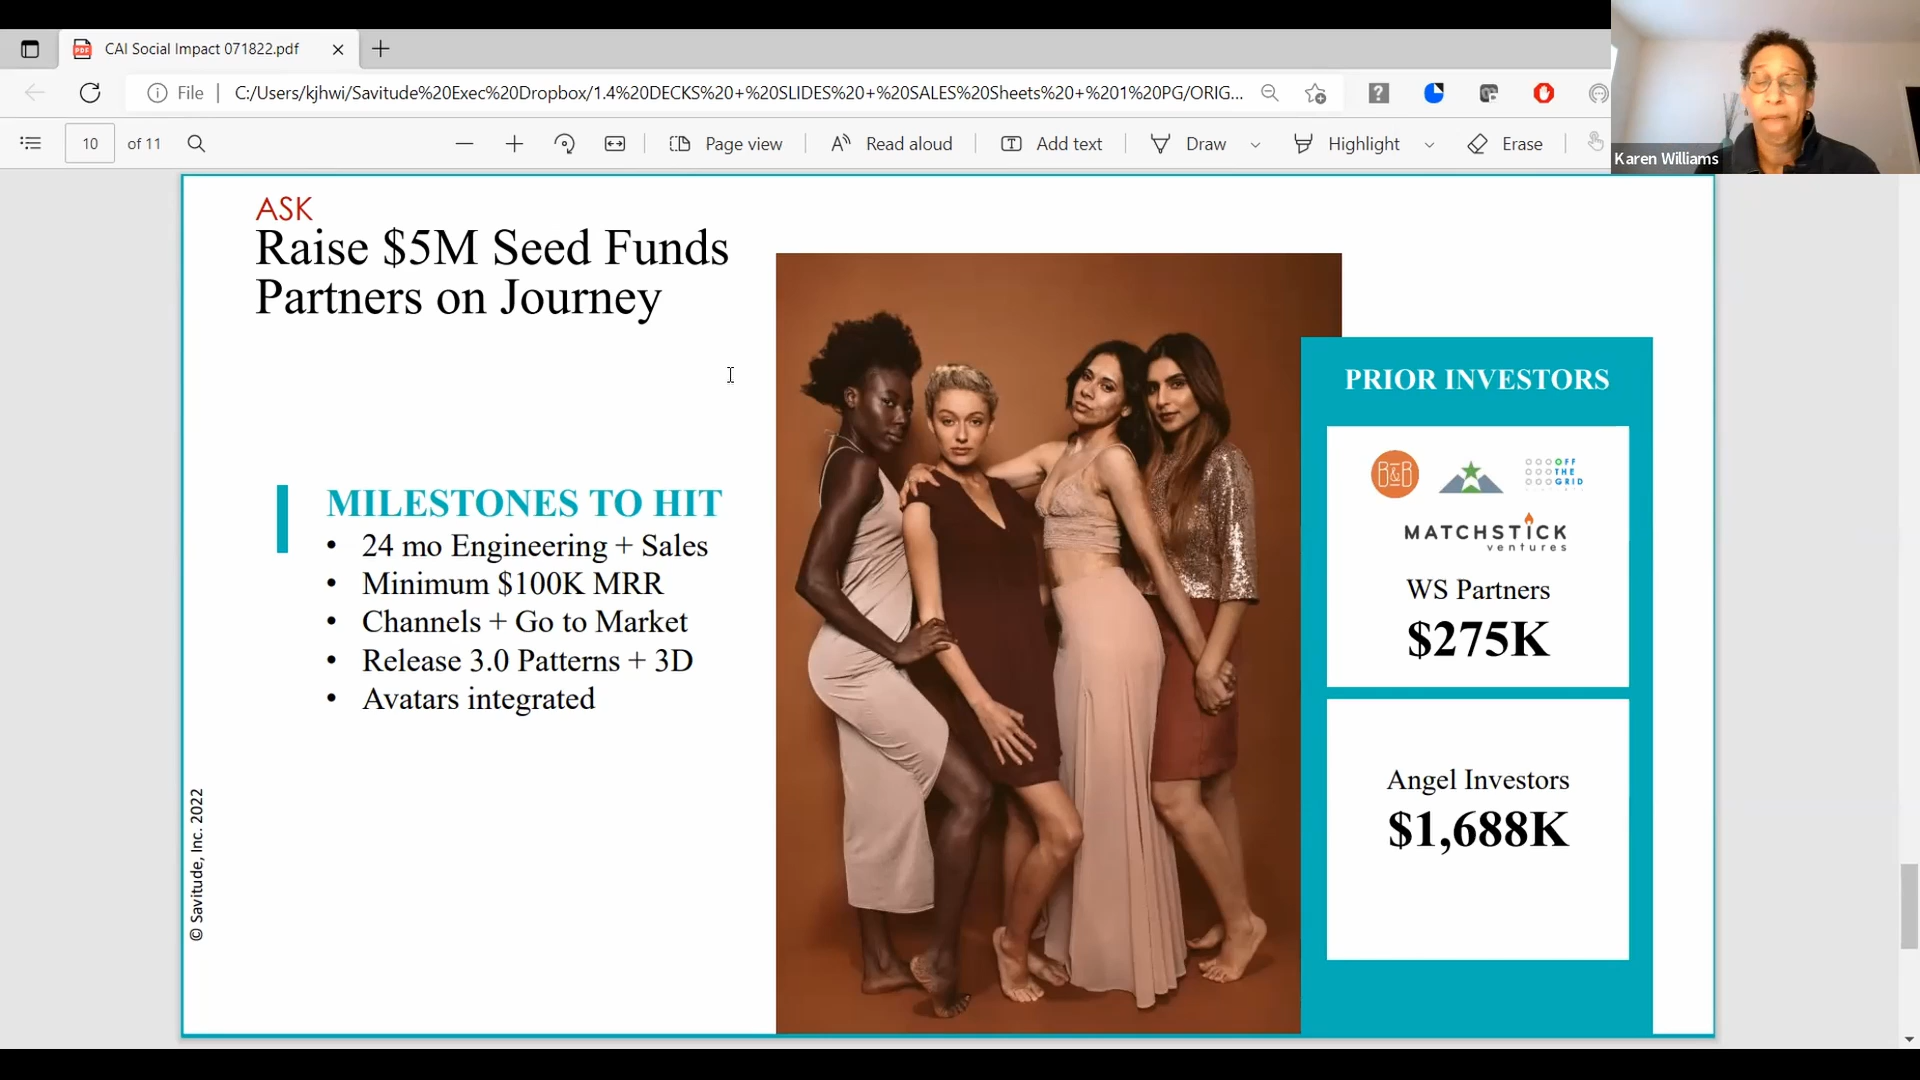 CAI Social Impact 071822.pdf
File
C:/Users/kjhwi/Savitude%20Exec%20Dropbox/1.4%20DECKS%20+%20SLIDES%20+%20SALES%20Sheets%20+%201%20PG/ORIG...
10 of 11
Page view
Read aloud
Add text
Draw
Highlight
Erase
Karen Williams
ASK
Raise $5M Seed Funds
Partners on Journey
MILESTONES TO HIT
• 24 mo Engineering + Sales
• Minimum $100K MRR
• Channels + Go to Market
• Release 3.0 Patterns + 3D
• Avatars integrated
© Savitude, Inc. 2022
PRIOR INVESTORS
B&B
OFF
THE
GRID
MATCHSTICK
ventures
WS Partners
$275K
Angel Investors
$1,688K